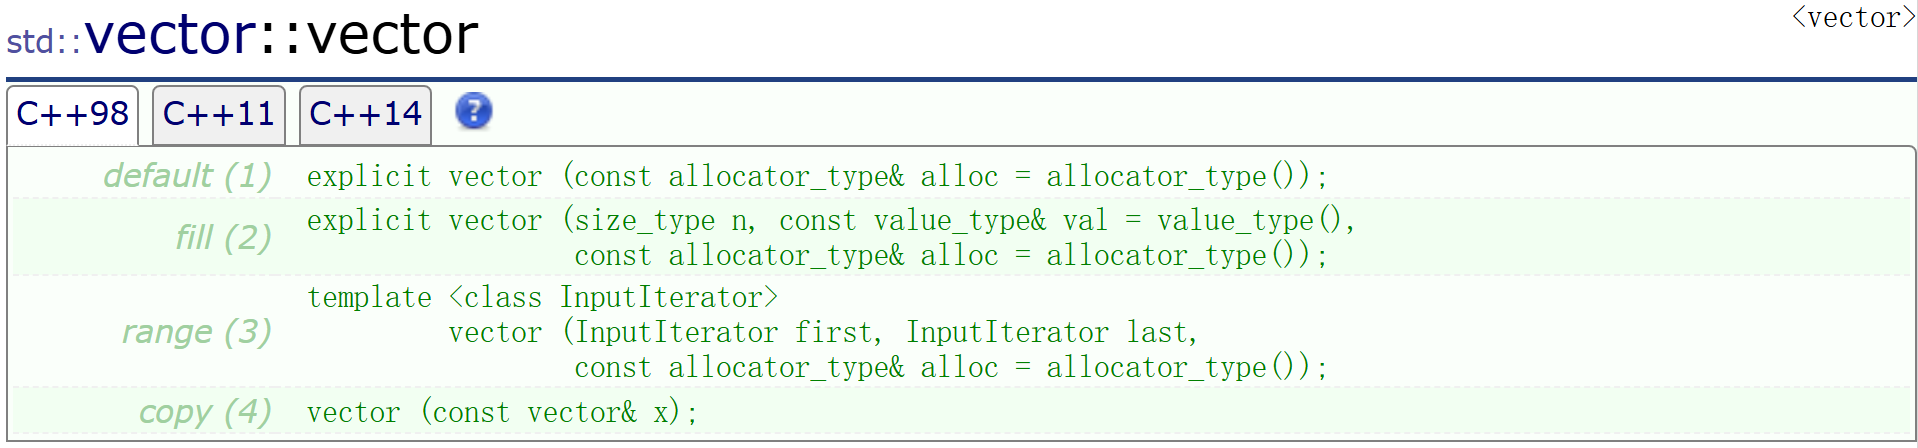 std::vector::vector
<vector>
C++98 C++11 C++14 ?
default (1) explicit vector (const allocator_type& alloc = allocator_type());
fill (2) explicit vector (size_type n, const value_type& val = value_type(),
const allocator_type& alloc = allocator_type());
range (3) template <class InputIterator>
vector (InputIterator first, InputIterator last,
const allocator_type& alloc = allocator_type());
copy (4) vector (const vector& x);